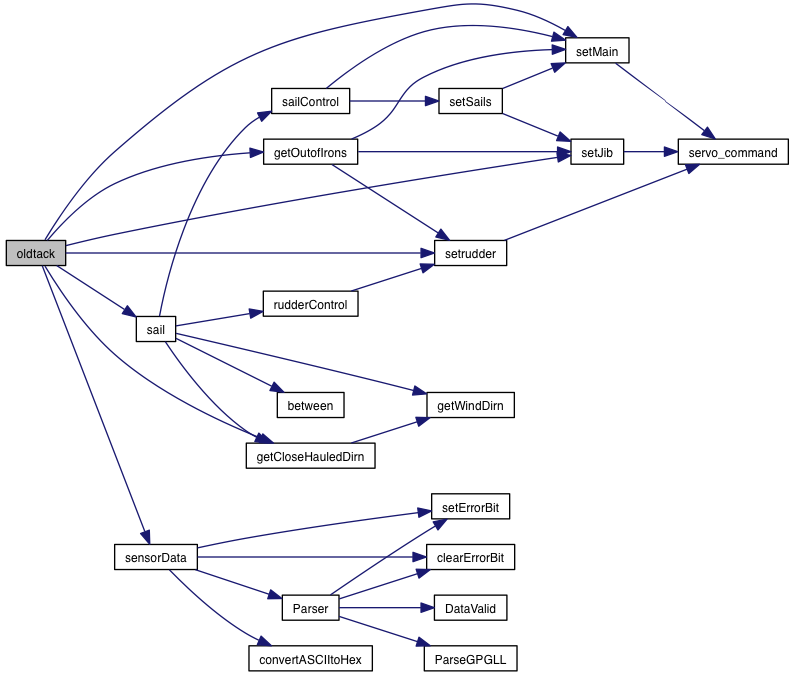 setMain
sailControl
setSails
getOutofIrons
setJib
servo_command
oldtack
setrudder
rudderControl
sail
between
getWindDirn
getCloseHauledDirn
setErrorBit
sensorData
clearErrorBit
Parser
DataValid
convertASCIItoHex
ParseGPGLL